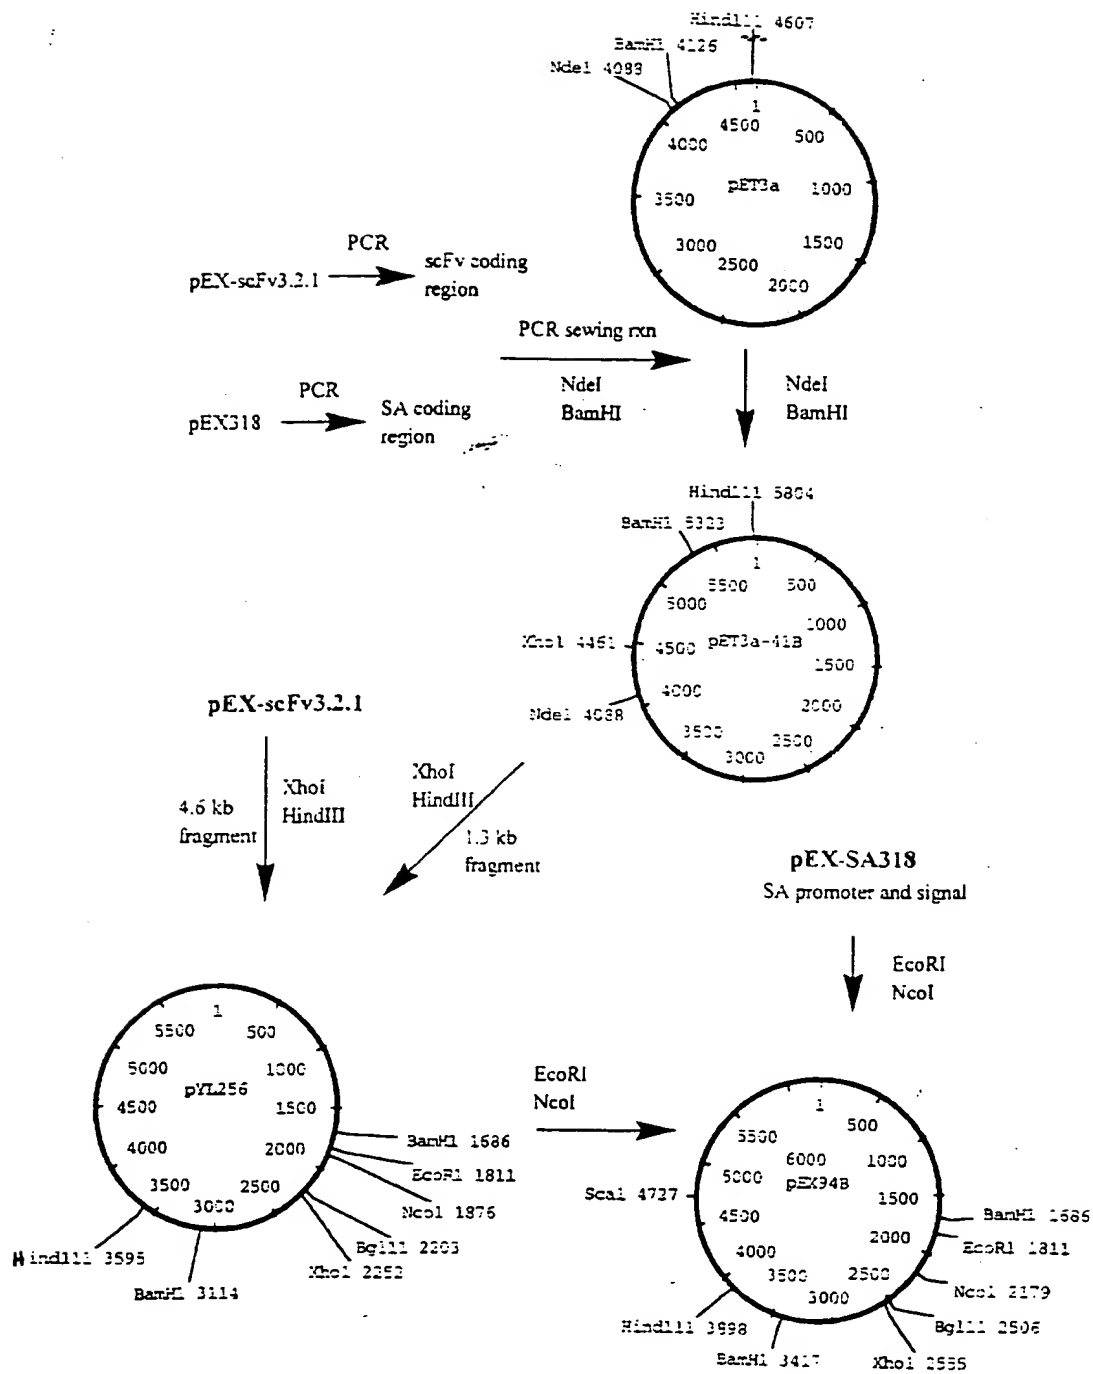 HindIII 4607
BamHI 4126
NdeI 4088
1
4500
500
4000
pET3a
1000
3500
3000
1500
2500
2000
PCR
pEX-scFv3.2.1
scFv coding
region
PCR sewing rxn
NdeI
BamHI
NdeI
BamHI
PCR
pEX318
SA coding
region
HindIII 5804
BamHI 5323
1
5500
500
5000
1000
XhoI 4461
4500
pET3a-41B
1500
4000
NdeI 4088
2000
3500
2500
3000
pEX-scFv3.2.1
XhoI
HindIII
4.6 kb
fragment
XhoI
HindIII
1.3 kb
fragment
pEX-SA318
SA promoter and signal
EcoRI
NcoI
1
5500
500
5000
1000
pYL256
4500
1500
4000
2000
3500
2500
3000
BamHI 1686
EcoRI 1811
NcoI 1876
BglII 2203
XhoI 2252
HindIII 3595
BamHI 3114
EcoRI
NcoI
1
5500
500
6000
1000
5000
pEX94B
ScaI 4727
1500
4500
2000
4000
3500
2500
3000
BamHI 1686
EcoRI 1811
NcoI 2179
BglII 2506
XhoI 2555
HindIII 3898
BamHI 3417